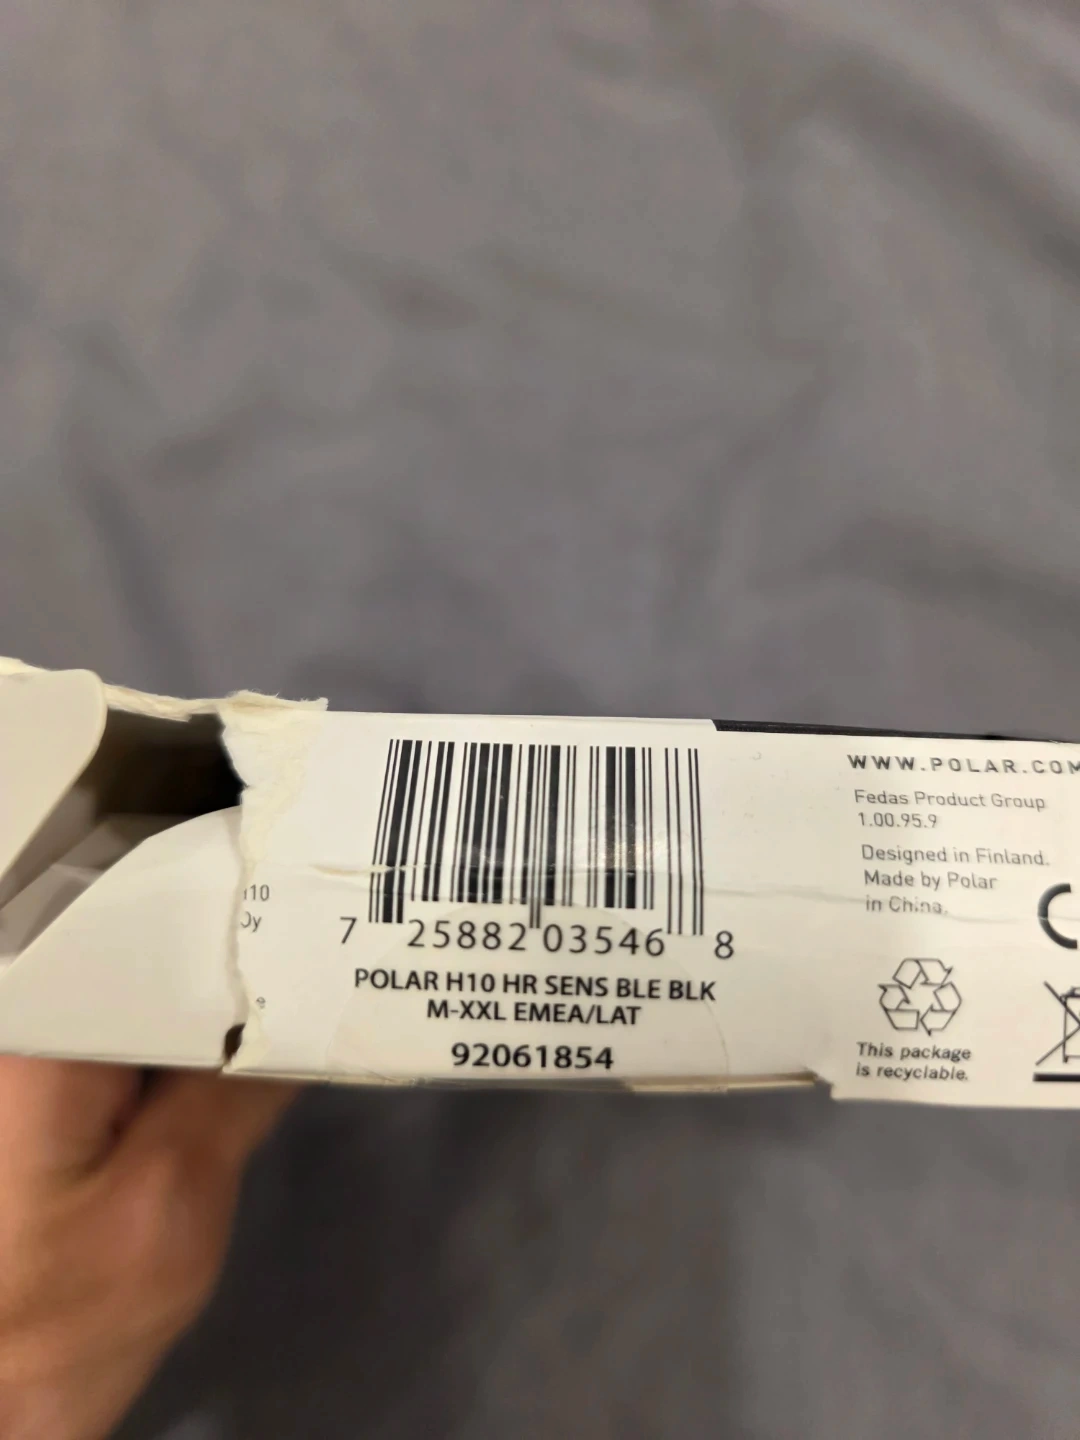 7 25882 03546 8
POLAR H10 HR SENS BLE BLK
M-XXL EMEA/LAT
92061854
WWW.POLAR.COM
Fedas Product Group
1.00.95.9
Designed in Finland.
Made by Polar
in China.
This package
is recyclable.